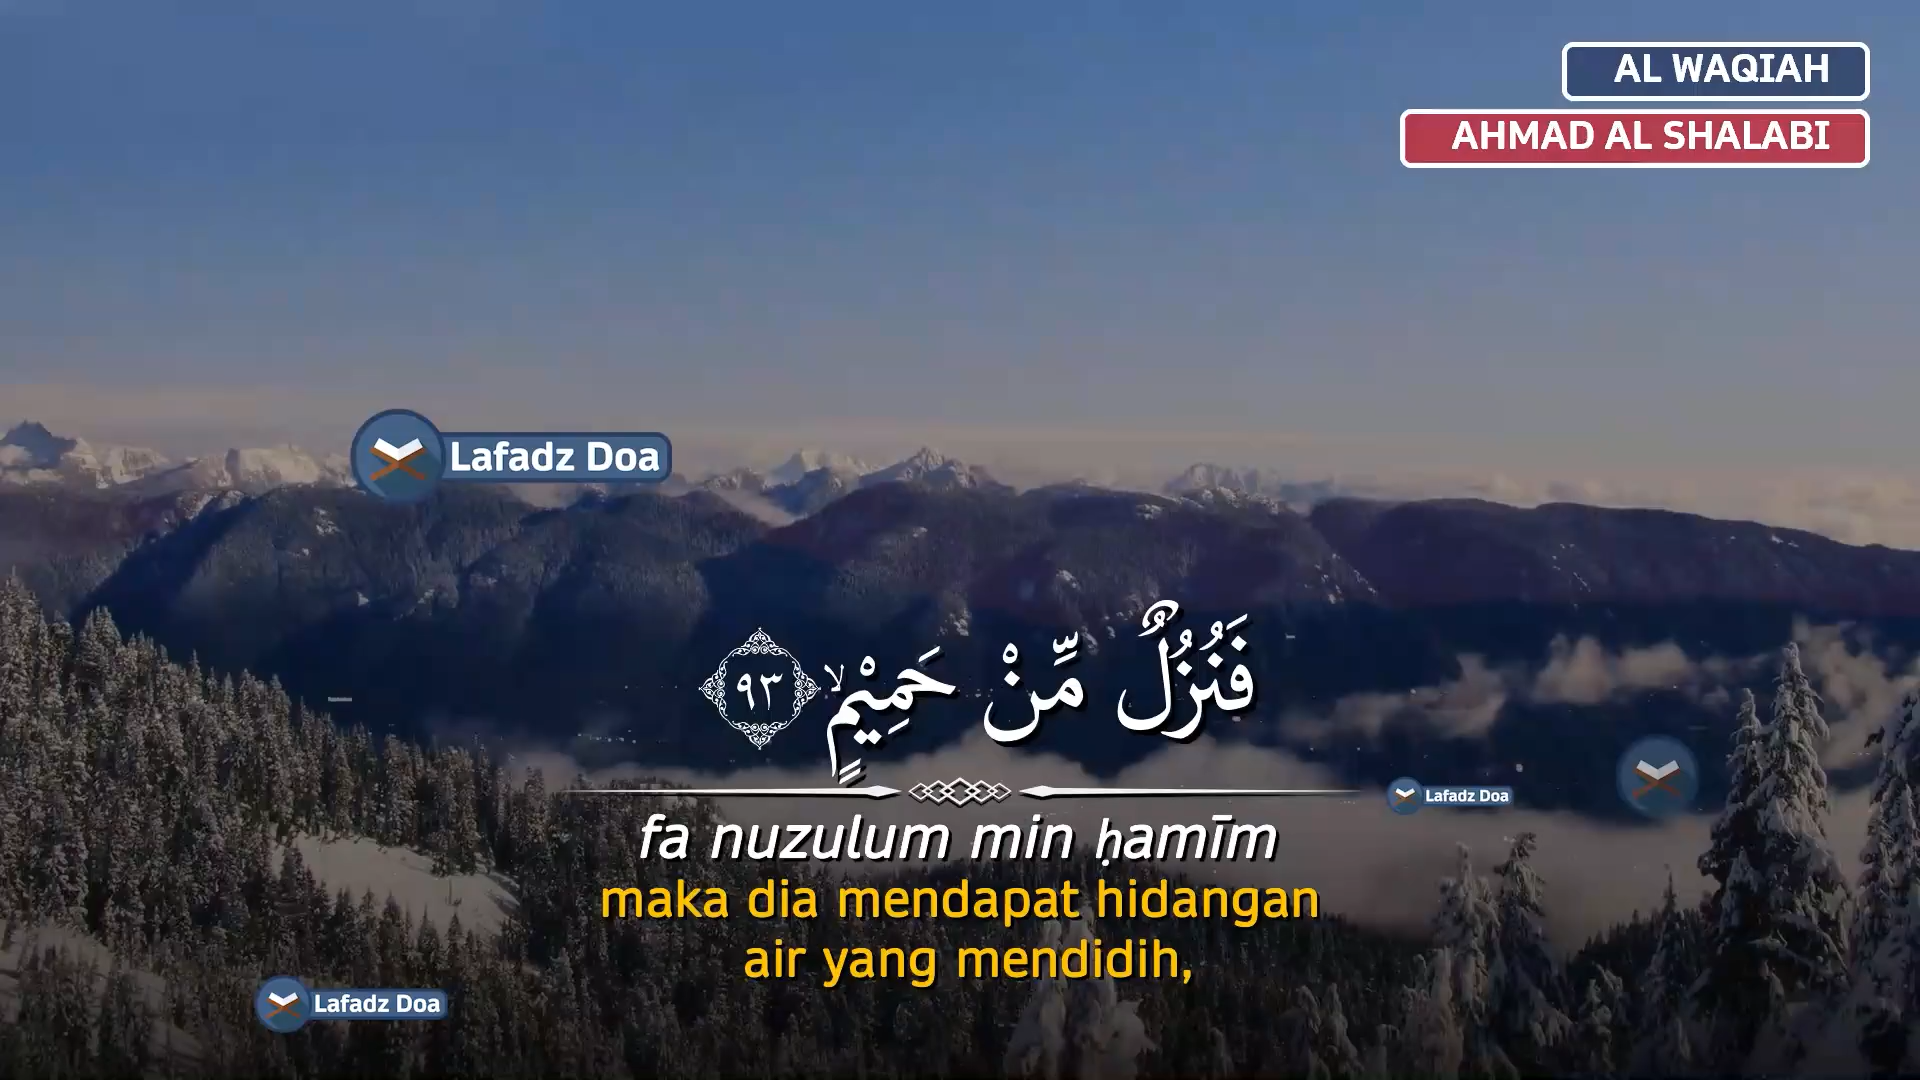 AL WAQIAH
AHMAD AL SHALABI
Lafadz Doa
فَنُزُلٌ مِّنْ حَمِيْمٍۙ ٩٣
Lafadz Doa
fa nuzulum min ḥamīm
maka dia mendapat hidangan
air yang mendidih,
Lafadz Doa